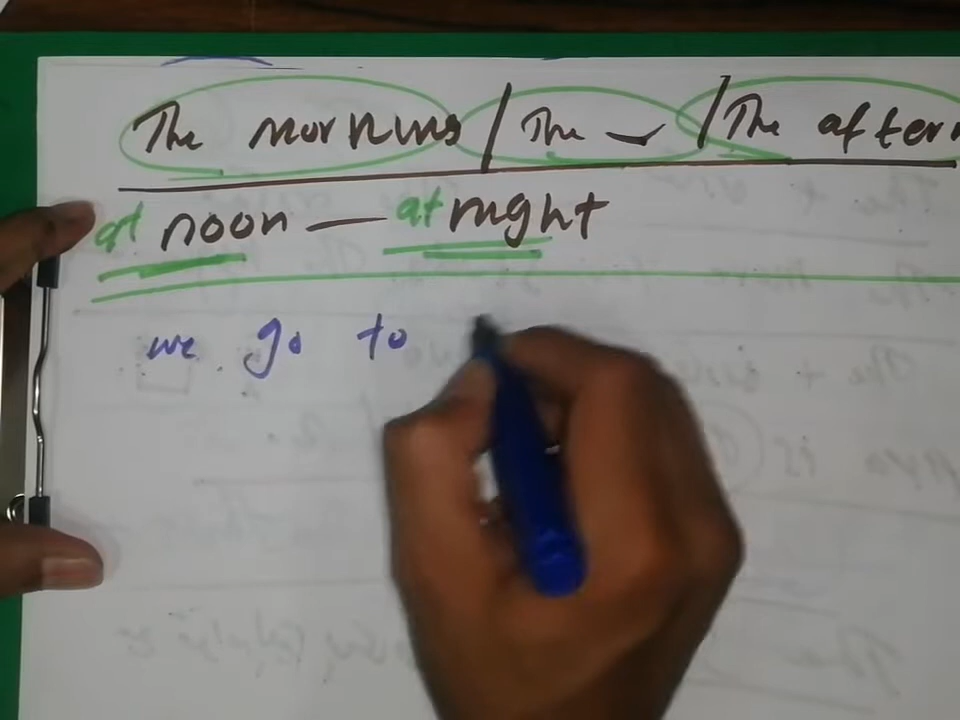 The morning / The / The after
at noon — at night
we go to